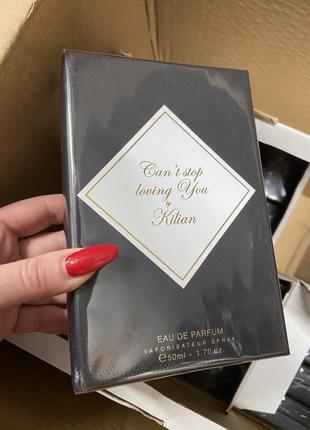 Can't stop
loving You
by
Kilian
EAU DE PARFUM
VAPORISATEUR SPRAY
℮50ml - 1.7fl.oz.